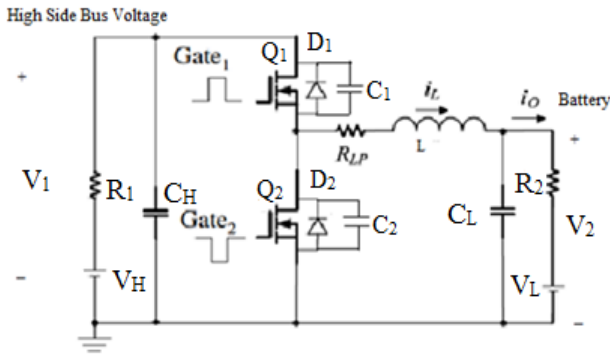 High Side Bus Voltage
Q1 D1
Gate1
C1
iL
iO
Battery
+
+
V1
R1
CH
RLP
L
Q2 D2
R2
CL
V2
C2
Gate2
VH
VL
–
–